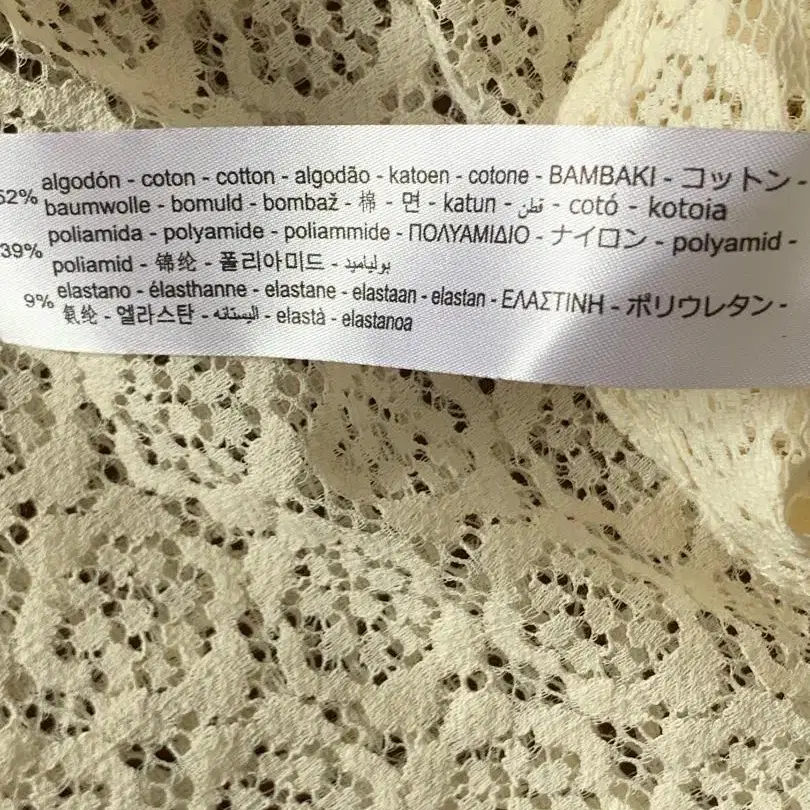 52% algodón - coton - cotton - algodão - katoen - cotone - ΒΑΜΒΑΚΙ - コットン -
baumwolle - bomuld - bombaž - 棉 - 면 - katun - قطن - cotó - kotoia
39% poliamida - polyamide - poliammide - ΠΟΛΥΑΜΙΔΙΟ - ナイロン - polyamid -
poliamid - 锦纶 - 폴리아미드 - بولياميد
9% elastano - élasthanne - elastane - elastaan - elastan - ΕΛΑΣΤΙΝΗ - ポリウレタン -
氨纶 - 엘라스탄 - اليستانه - elastà - elastanoa